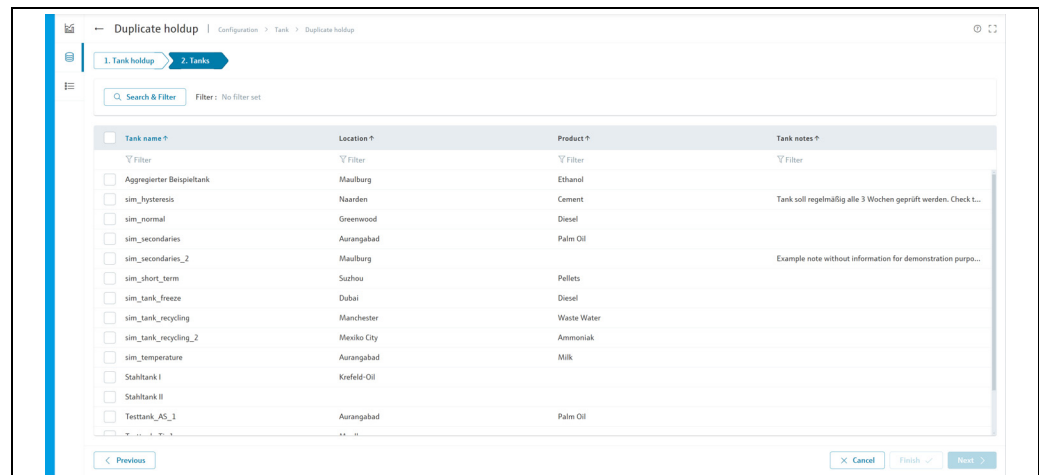 ← Duplicate holdup | Configuration > Tank > Duplicate holdup
1. Tank holdup 2. Tanks
Search & Filter Filter : No filter set
Tank name ↑ Location ↑ Product ↑ Tank notes ↑
Filter Filter Filter Filter
Aggregierter Beispieltank Maulburg Ethanol
sim_hysteresis Naarden Cement Tank soll regelmäßig alle 3 Wochen geprüft werden. Check t...
sim_normal Greenwood Diesel
sim_secondaries Aurangabad Palm Oil
sim_secondaries_2 Maulburg Example note without information for demonstration purpo...
sim_short_term Suzhou Pellets
sim_tank_freeze Dubai Diesel
sim_tank_recycling Manchester Waste Water
sim_tank_recycling_2 Mexiko City Ammoniak
sim_temperature Aurangabad Milk
Stahltank I Krefeld-Oil
Stahltank II
Testtank_AS_1 Aurangabad Palm Oil
< Previous × Cancel Finish ✓ Next >